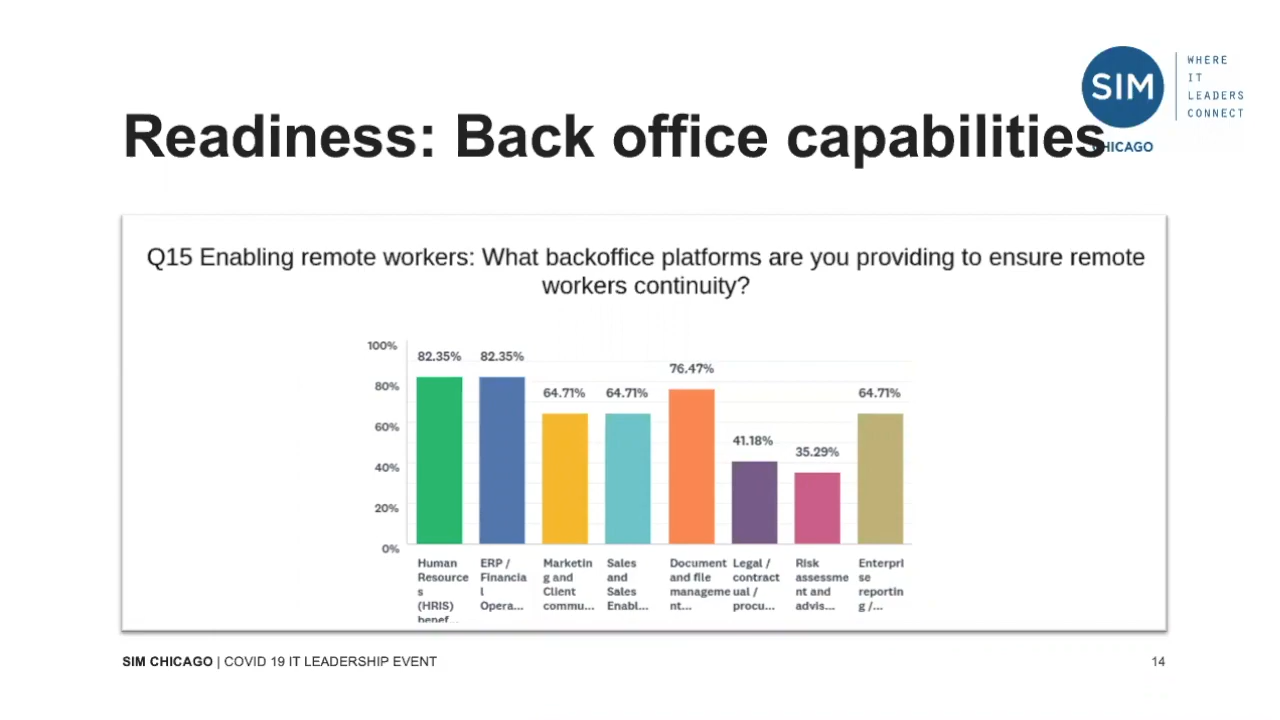 SIM
WHERE
IT
LEADERS
CONNECT
CHICAGO
Readiness: Back office capabilities
Q15 Enabling remote workers: What backoffice platforms are you providing to ensure remote
workers continuity?
100%
80%
60%
40%
20%
0%
82.35%
82.35%
64.71%
64.71%
76.47%
41.18%
35.29%
64.71%
Human
Resource
s
(HRIS)
benef...
ERP /
Financia
l
Opera...
Marketin
g and
Client
commu...
Sales
and
Sales
Enabl...
Document
and file
manageme
nt...
Legal /
contract
ual /
procu...
Risk
assessme
nt and
advis...
Enterpri
se
reportin
g /...
SIM CHICAGO | COVID 19 IT LEADERSHIP EVENT
14